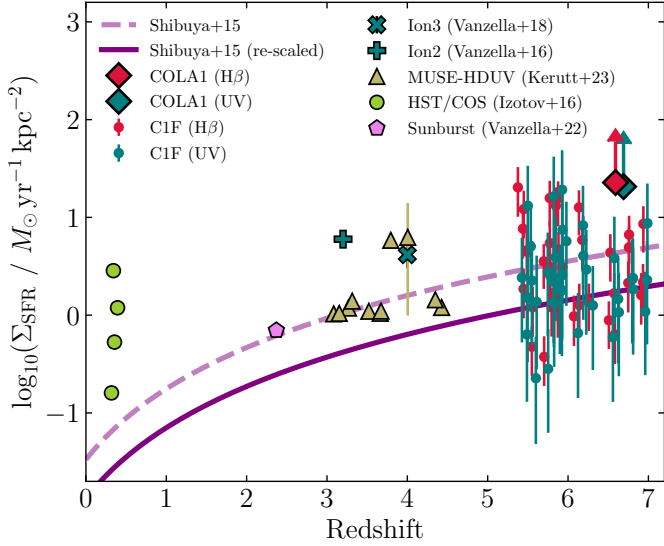 Shibuya+15
Shibuya+15 (re-scaled)
COLA1 (Hβ)
COLA1 (UV)
C1F (Hβ)
C1F (UV)
Ion3 (Vanzella+18)
Ion2 (Vanzella+16)
MUSE-HDUV (Kerutt+23)
HST/COS (Izotov+16)
Sunburst (Vanzella+22)
log₁₀(Σ_SFR / M⊙ yr⁻¹ kpc⁻²)
3
2
1
0
−1
0 1 2 3 4 5 6 7
Redshift